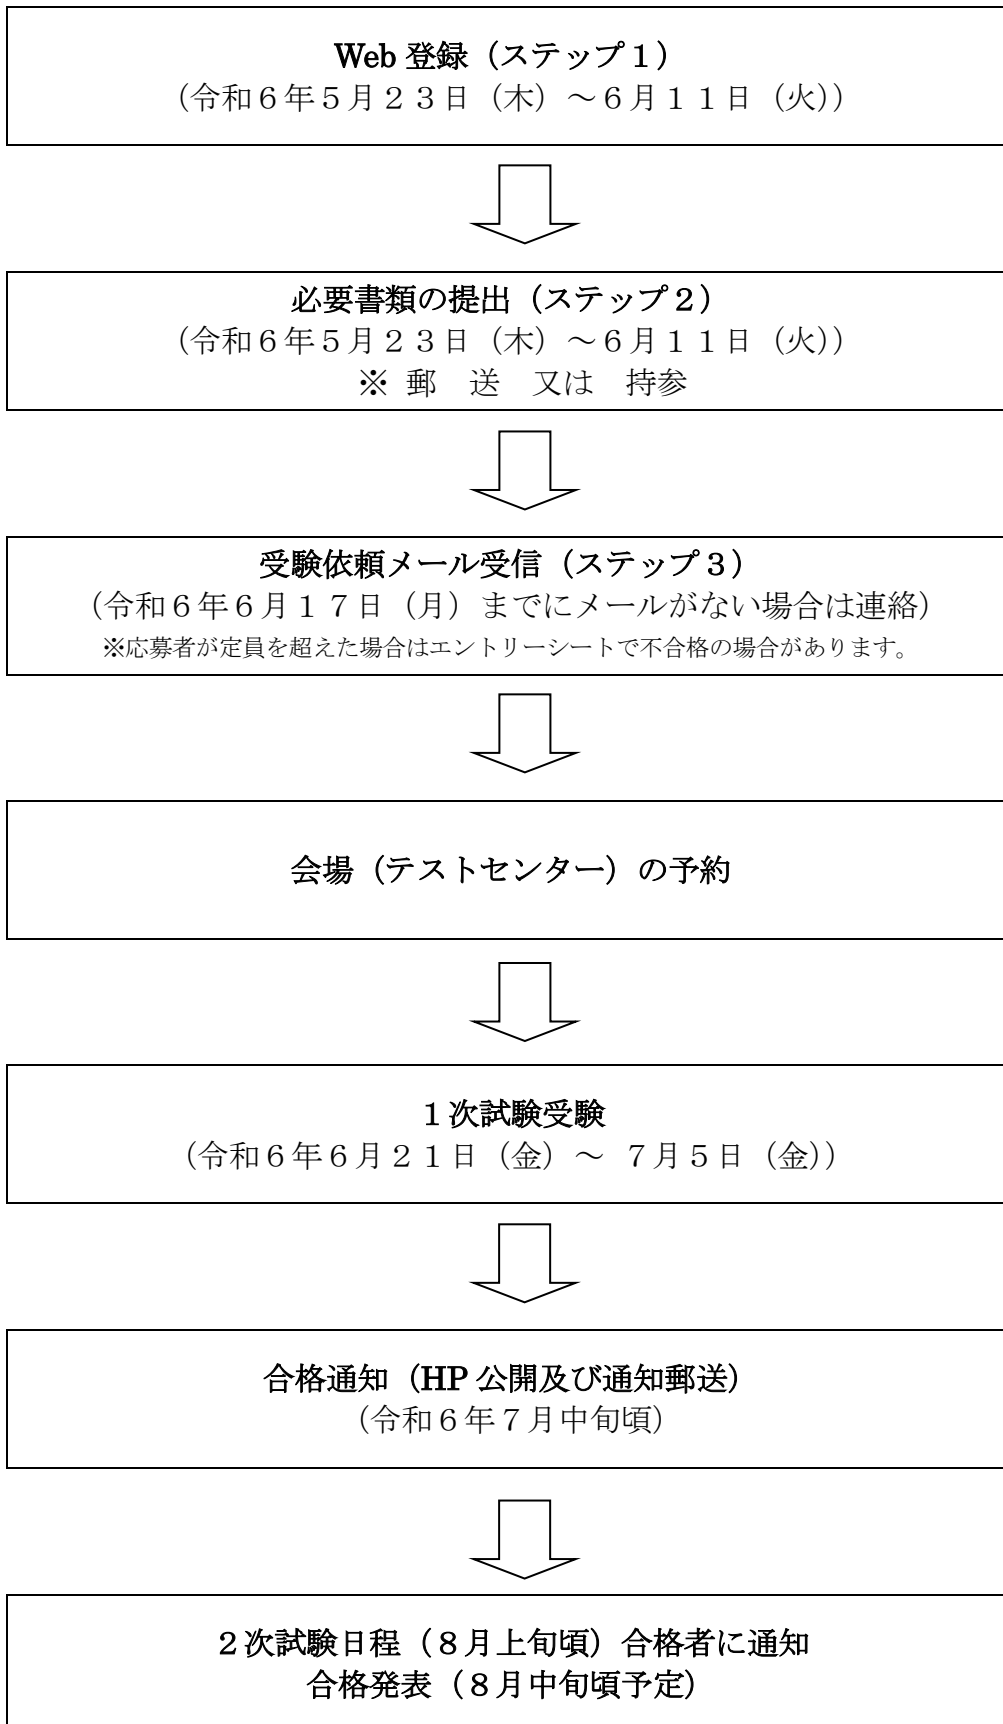 Web 登録（ステップ１）
（令和６年５月２３日（木）～６月１１日（火））
必要書類の提出（ステップ２）
（令和６年５月２３日（木）～６月１１日（火））
※ 郵　送　又は　持参
受験依頼メール受信（ステップ３）
（令和６年６月１７日（月）までにメールがない場合は連絡）
※応募者が定員を超えた場合はエントリーシートで不合格の場合があります。
会場（テストセンター）の予約
１次試験受験
（令和６年６月２１日（金）～ ７月５日（金））
合格通知（HP 公開及び通知郵送）
（令和６年７月中旬頃）
２次試験日程（８月上旬頃）合格者に通知
合格発表（８月中旬頃予定）